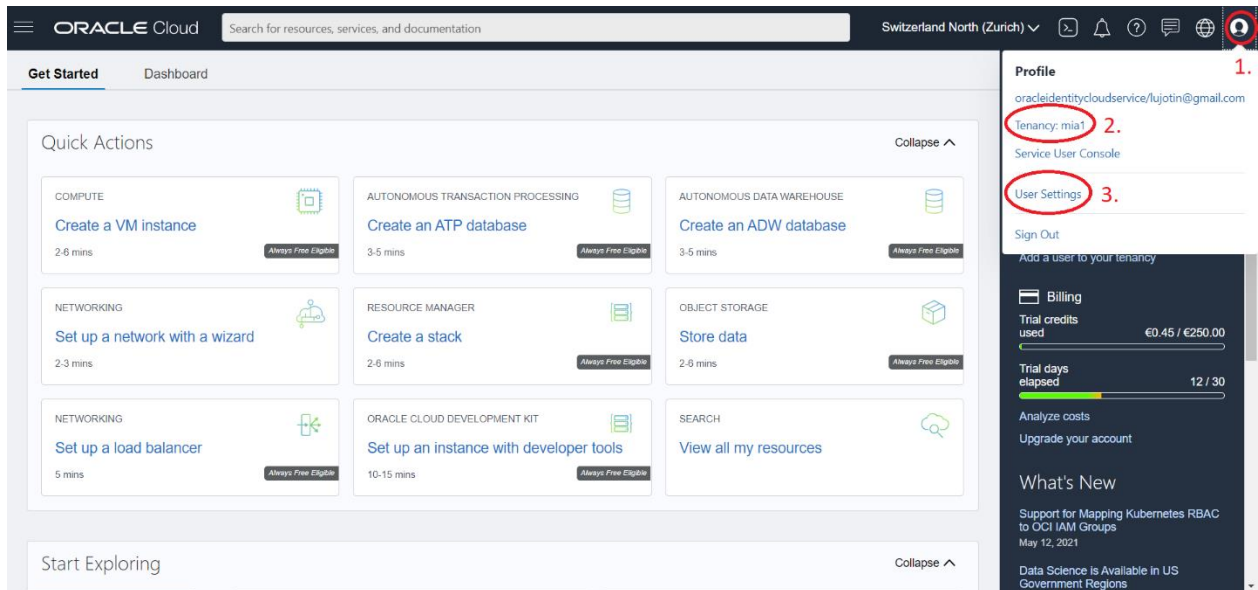 ORACLE Cloud
Search for resources, services, and documentation
Switzerland North (Zurich)
1.
Get Started
Dashboard
Profile
oracleidentitycloudservice/lujotin@gmail.com
Tenancy: mia1
2.
Service User Console
User Settings
3.
Sign Out
Add a user to your tenancy
Quick Actions
Collapse
COMPUTE
Create a VM instance
2-6 mins
Always Free Eligible
AUTONOMOUS TRANSACTION PROCESSING
Create an ATP database
3-5 mins
Always Free Eligible
AUTONOMOUS DATA WAREHOUSE
Create an ADW database
3-5 mins
Always Free Eligible
NETWORKING
Set up a network with a wizard
2-3 mins
Always Free Eligible
RESOURCE MANAGER
Create a stack
2-6 mins
Always Free Eligible
OBJECT STORAGE
Store data
2-6 mins
Always Free Eligible
NETWORKING
Set up a load balancer
5 mins
Always Free Eligible
ORACLE CLOUD DEVELOPMENT KIT
Set up an instance with developer tools
10-15 mins
Always Free Eligible
SEARCH
View all my resources
Start Exploring
Collapse
Billing
Trial credits
used
€0.45 / €250.00
Trial days
elapsed
12 / 30
Analyze costs
Upgrade your account
What's New
Support for Mapping Kubernetes RBAC
to OCI IAM Groups
May 12, 2021
Data Science is Available in US
Government Regions